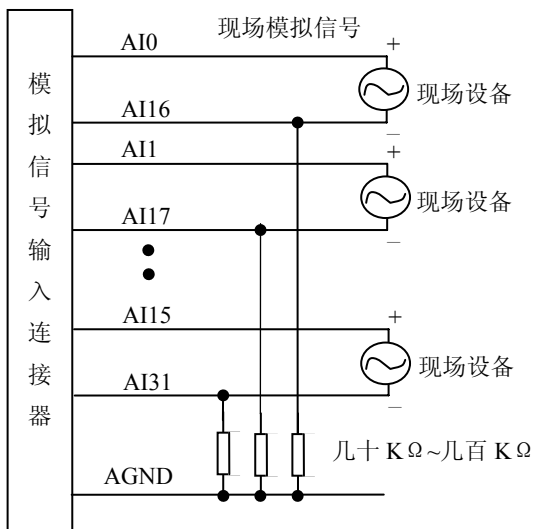 现场模拟信号
AI0
+
现场设备
AI16
–
模拟信号输入连接器
AI1
+
现场设备
AI17
–
AI15
+
现场设备
AI31
–
几十 K Ω ~几百 K Ω
AGND